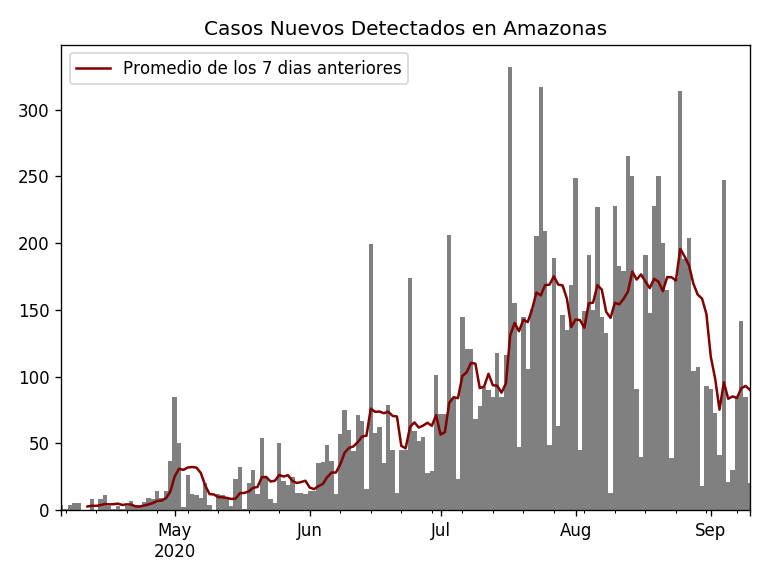 Casos Nuevos Detectados en Amazonas
Promedio de los 7 dias anteriores
300
250
200
150
100
50
0
May Jun Jul Aug Sep
2020